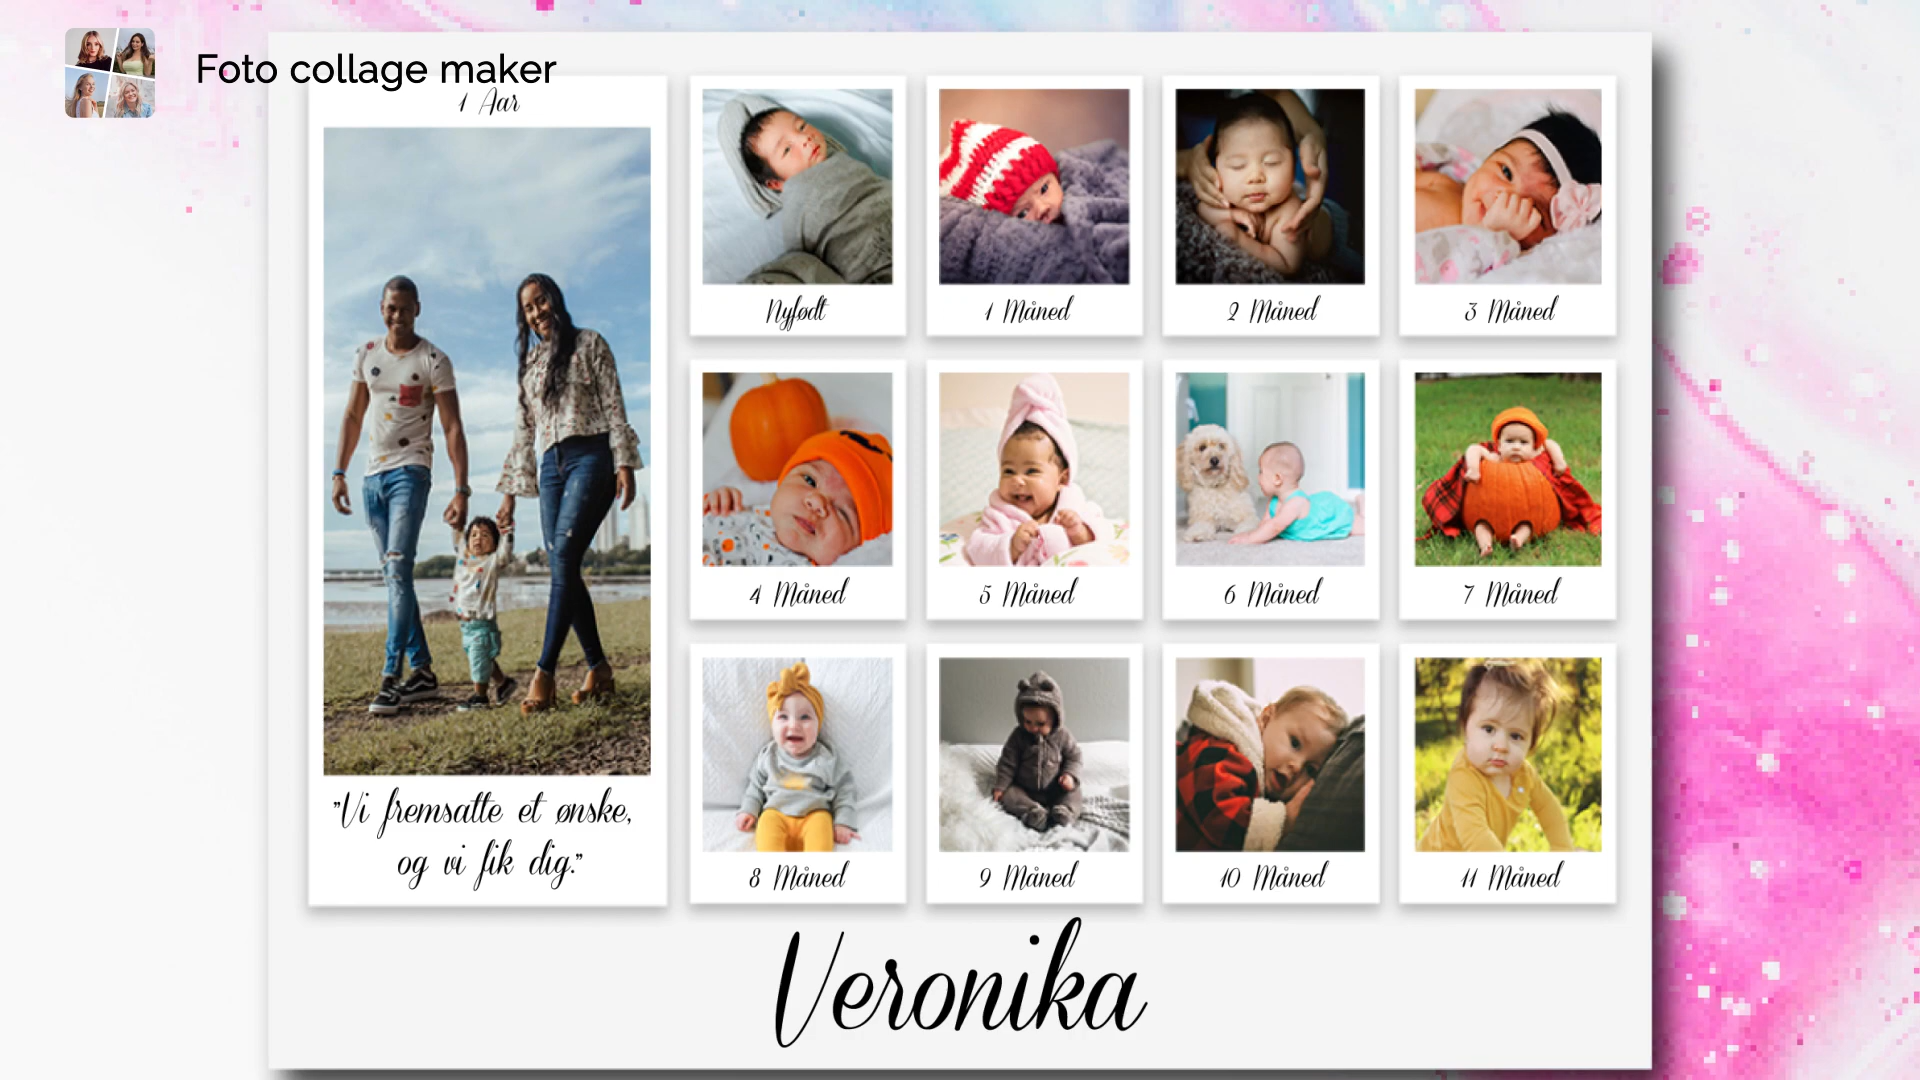 Foto collage maker
1 Aar
"Vi fremsatte et ønske,
og vi fik dig."
Nyfødt
1 Måned
2 Måned
3 Måned
4 Måned
5 Måned
6 Måned
7 Måned
8 Måned
9 Måned
10 Måned
11 Måned
Veronika